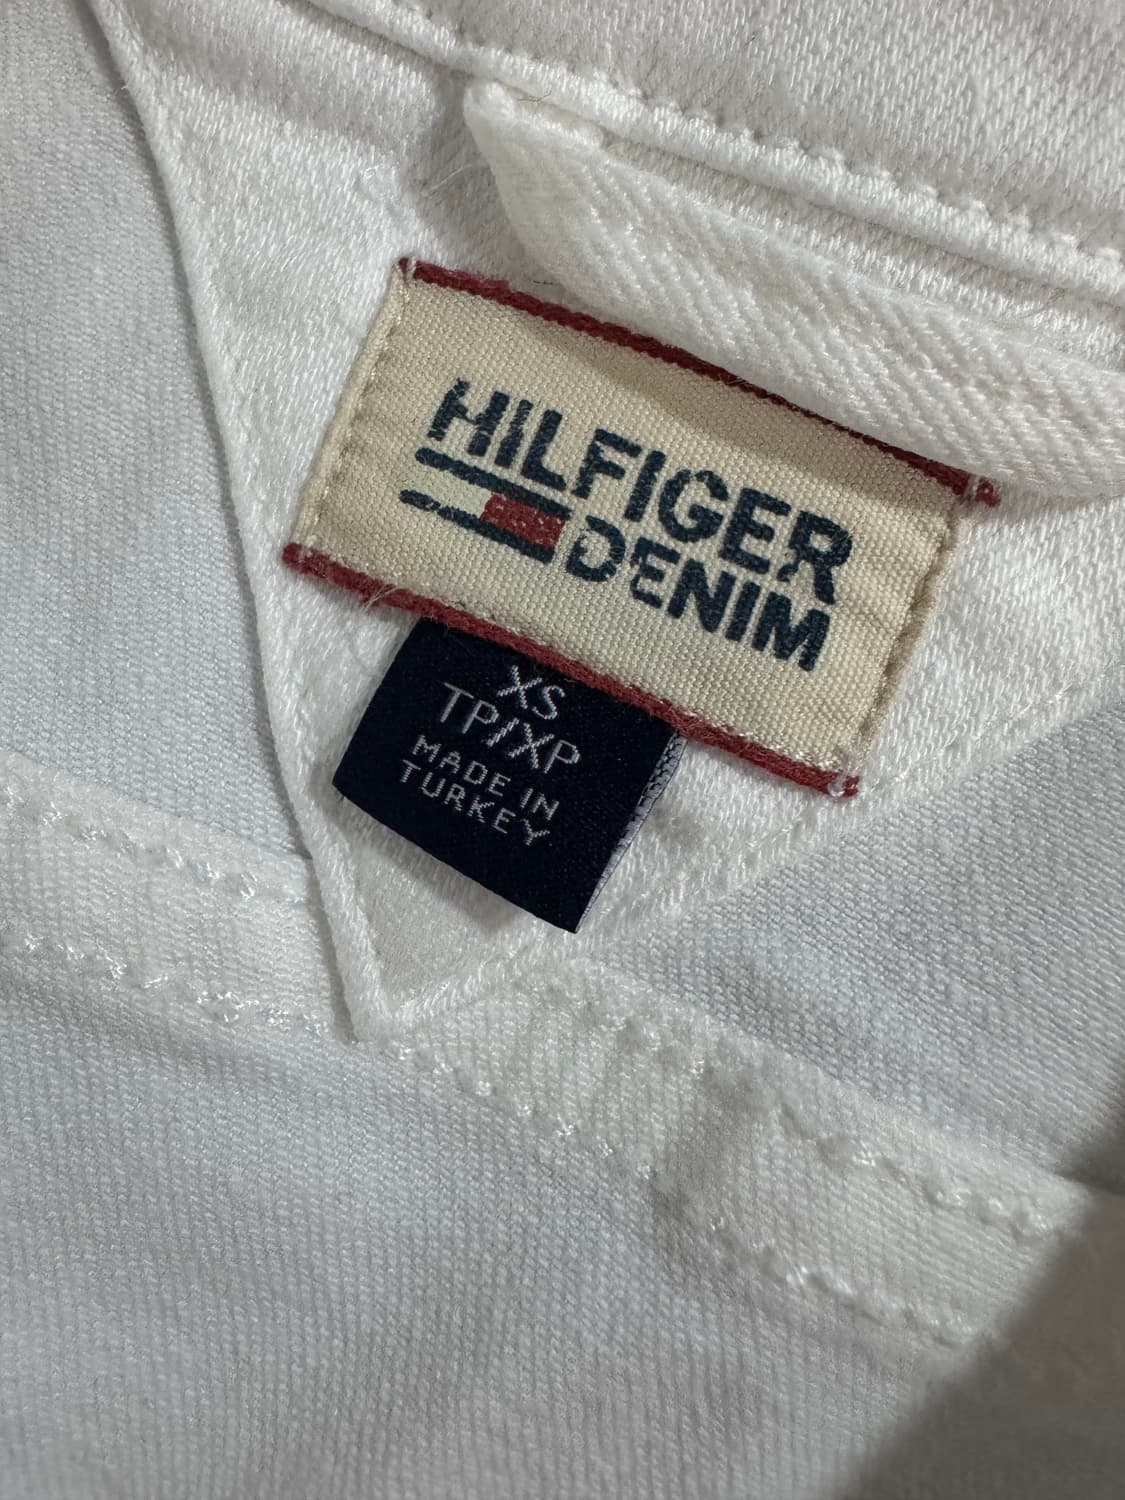 HILFIGER
DENIM
XS
TP/XP
MADE IN
TURKEY